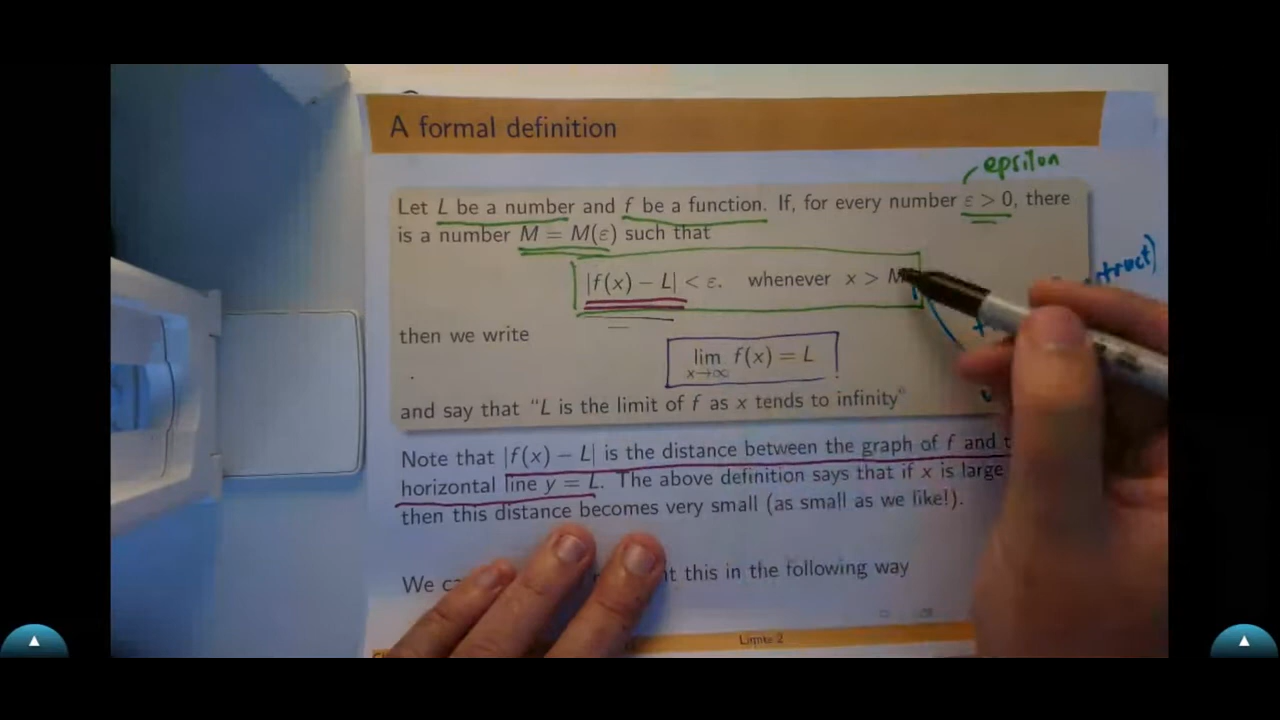 A formal definition
epsilon
Let L be a number and f be a function. If, for every number ε > 0, there
is a number M = M(ε) such that
|f(x) − L| < ε. whenever x > M
truct)
then we write
lim f(x) = L
x→∞
and say that "L is the limit of f as x tends to infinity"
Note that |f(x) − L| is the distance between the graph of f and t
horizontal line y = L. The above definition says that if x is large
then this distance becomes very small (as small as we like!).
We ca t this in the following way
Limits 2